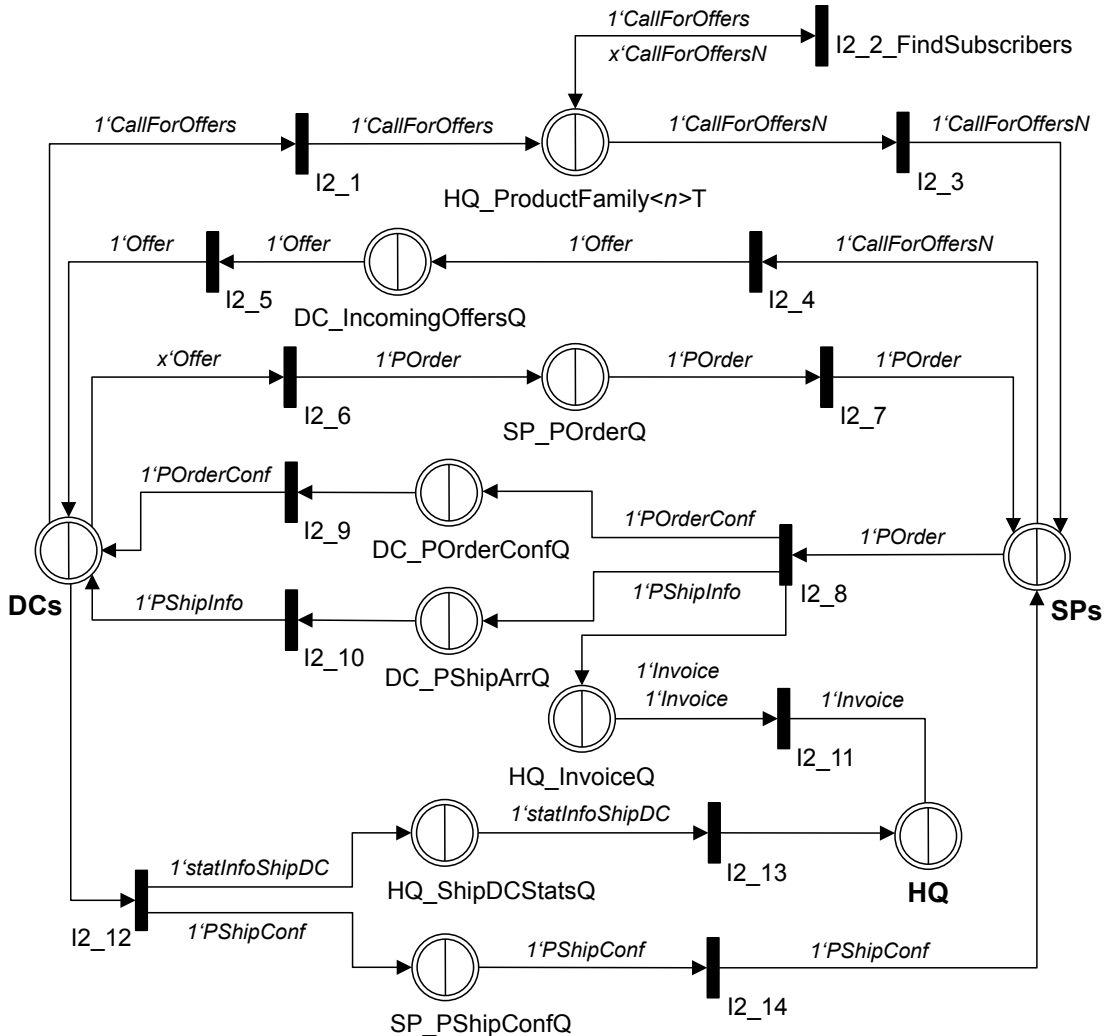 1‘CallForOffers
x‘CallForOffersN
I2_2_FindSubscribers
1‘CallForOffers
1‘CallForOffers
1‘CallForOffersN
1‘CallForOffersN
I2_1
I2_3
HQ_ProductFamily<n>T
1‘Offer
1‘Offer
1‘Offer
1‘CallForOffersN
I2_5
I2_4
DC_IncomingOffersQ
x‘Offer
1‘POrder
1‘POrder
1‘POrder
I2_6
I2_7
SP_POrderQ
1‘POrderConf
I2_9
DC_POrderConfQ
1‘POrderConf
1‘POrder
DCs
1‘PShipInfo
1‘PShipInfo
I2_8
SPs
I2_10
DC_PShipArrQ
1‘Invoice
1‘Invoice
1‘Invoice
I2_11
HQ_InvoiceQ
1‘statInfoShipDC
1‘statInfoShipDC
I2_13
HQ_ShipDCStatsQ
HQ
I2_12
1‘PShipConf
1‘PShipConf
1‘PShipConf
I2_14
SP_PShipConfQ